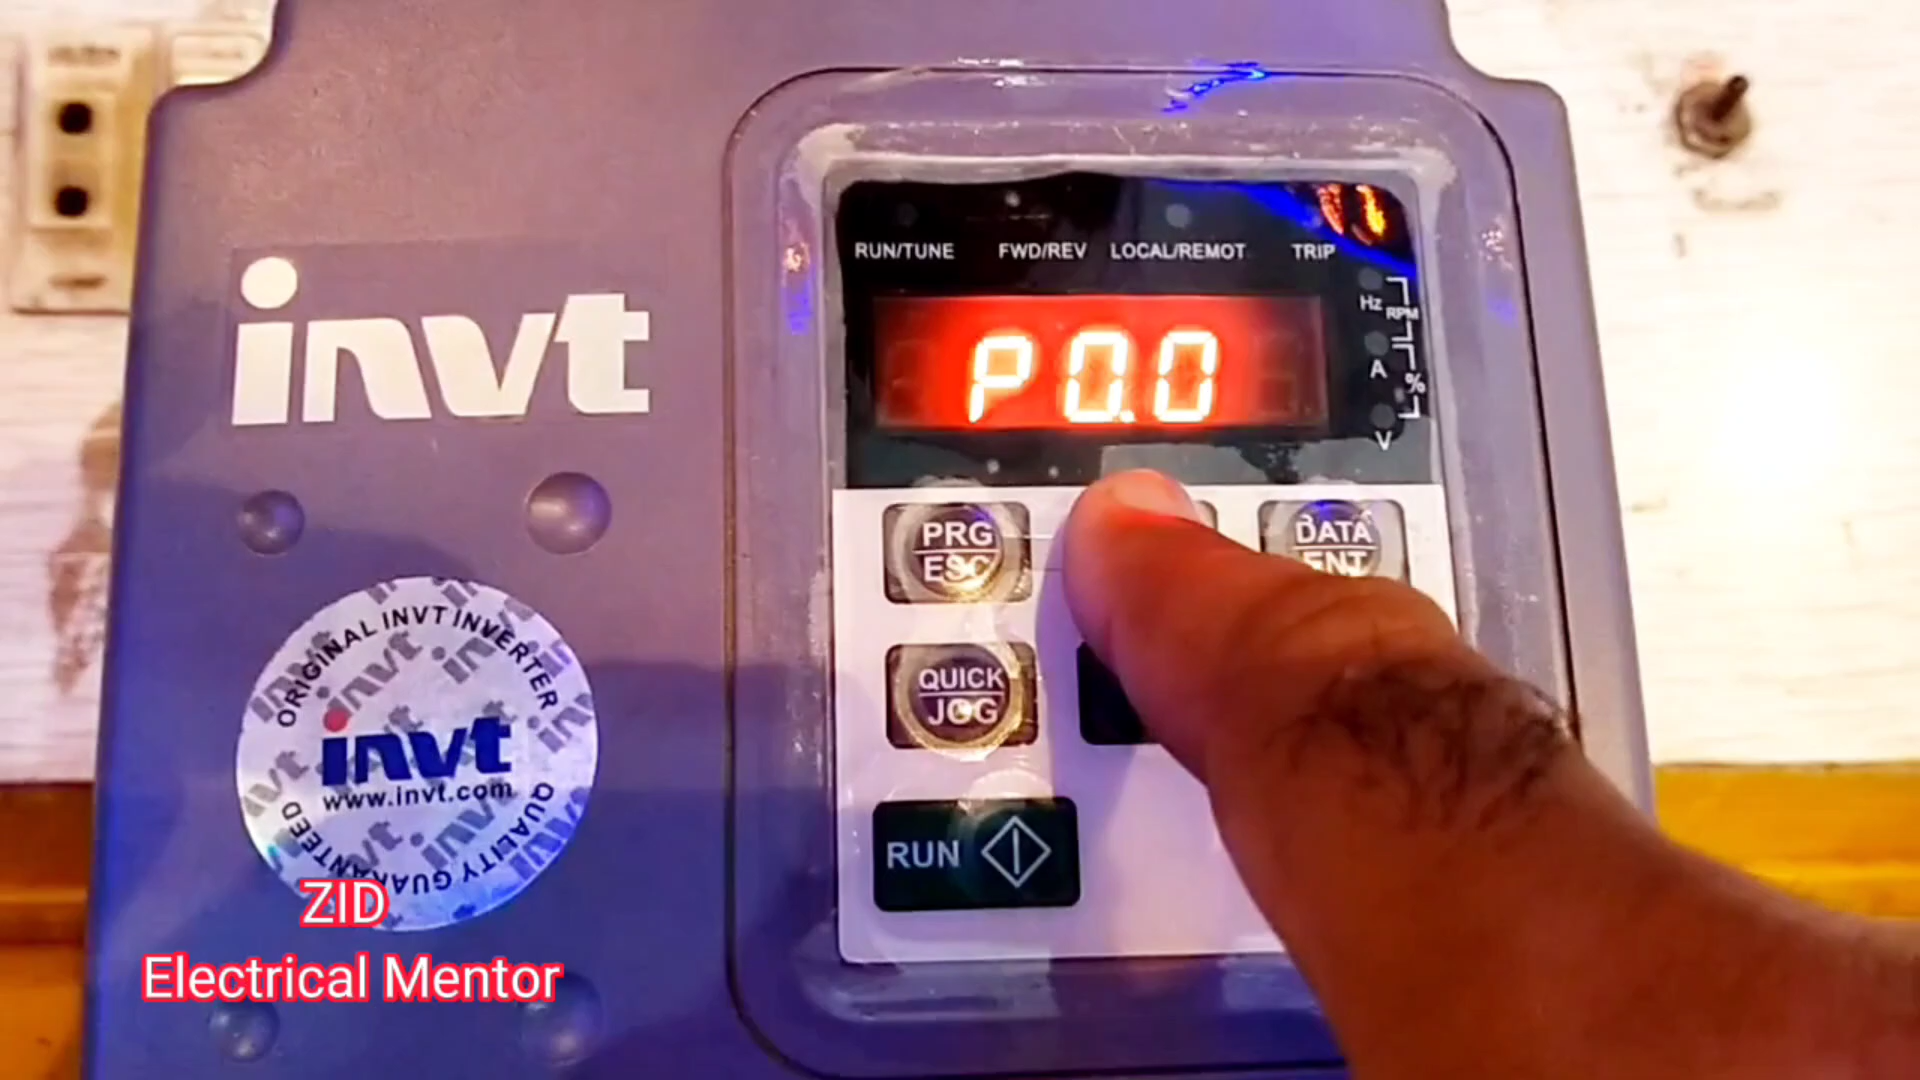 RUN/TUNE FWD/REV LOCAL/REMOT TRIP
Hz
RPM
A
%
V
P0.0
invt
PRG
ESC
DATA
ENT
QUICK
JOG
RUN
ORIGINAL INVT INVERTER
invt
www.invt.com
QUALITY GUARANTEED
ZID
Electrical Mentor